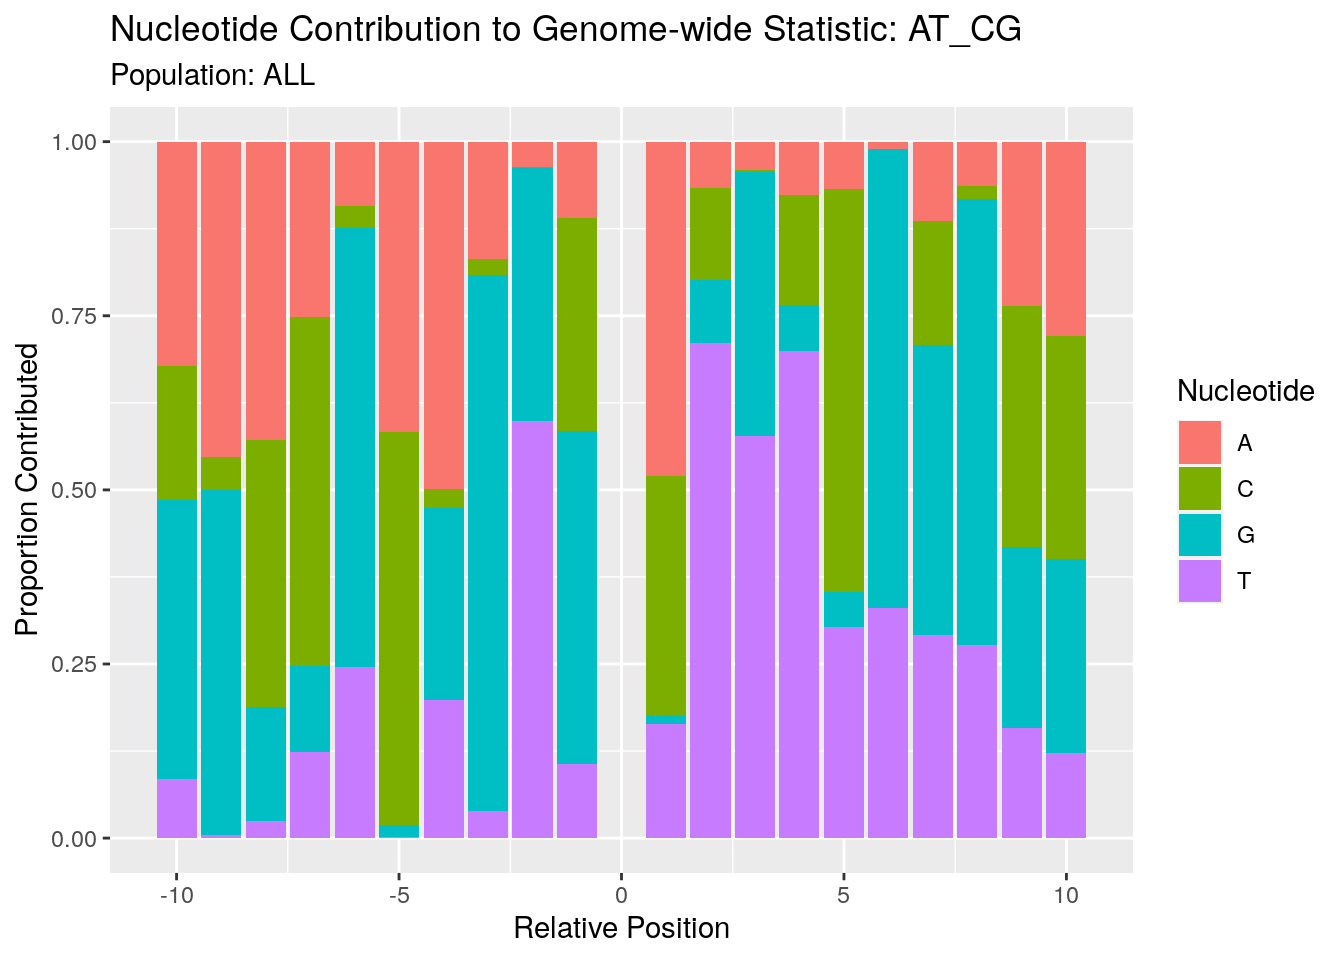 Nucleotide Contribution to Genome-wide Statistic: AT_CG
Population: ALL
Proportion Contributed
1.00
0.75
0.50
0.25
0.00
-10
-5
0
5
10
Relative Position
Nucleotide
A
C
G
T